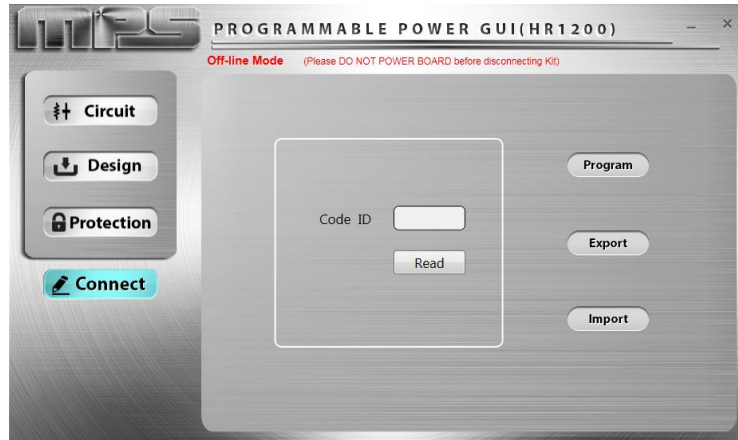 mps
PROGRAMMABLE POWER GUI(HR1200)
Off-line Mode (Please DO NOT POWER BOARD before disconnecting Kit)
Circuit
Design
Protection
Connect
Code ID
Read
Program
Export
Import